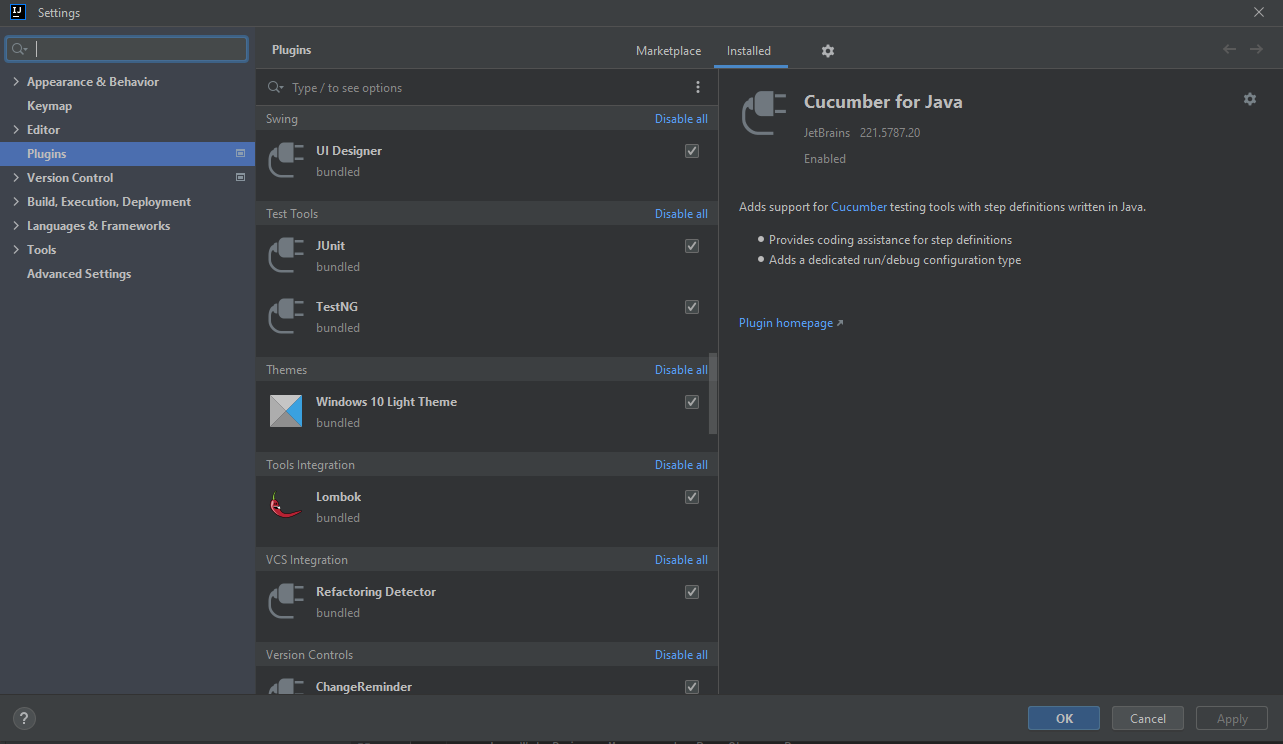 IJ Settings
Appearance & Behavior
Keymap
Editor
Plugins
Version Control
Build, Execution, Deployment
Languages & Frameworks
Tools
Advanced Settings
Plugins
Marketplace
Installed
Type / to see options
Swing Disable all
UI Designer
bundled
Test Tools Disable all
JUnit
bundled
TestNG
bundled
Themes Disable all
Windows 10 Light Theme
bundled
Tools Integration Disable all
Lombok
bundled
VCS Integration Disable all
Refactoring Detector
bundled
Version Controls Disable all
ChangeReminder
Cucumber for Java
JetBrains 221.5787.20
Enabled
Adds support for Cucumber testing tools with step definitions written in Java.
Provides coding assistance for step definitions
Adds a dedicated run/debug configuration type
Plugin homepage
?
OK
Cancel
Apply